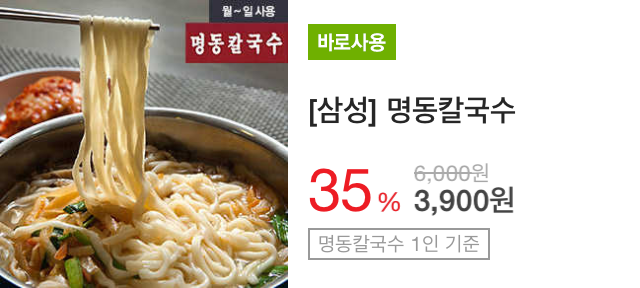 월~일 사용
명동칼국수
바로사용
[삼성] 명동칼국수
6,000원
35 % 3,900원
명동칼국수 1인 기준